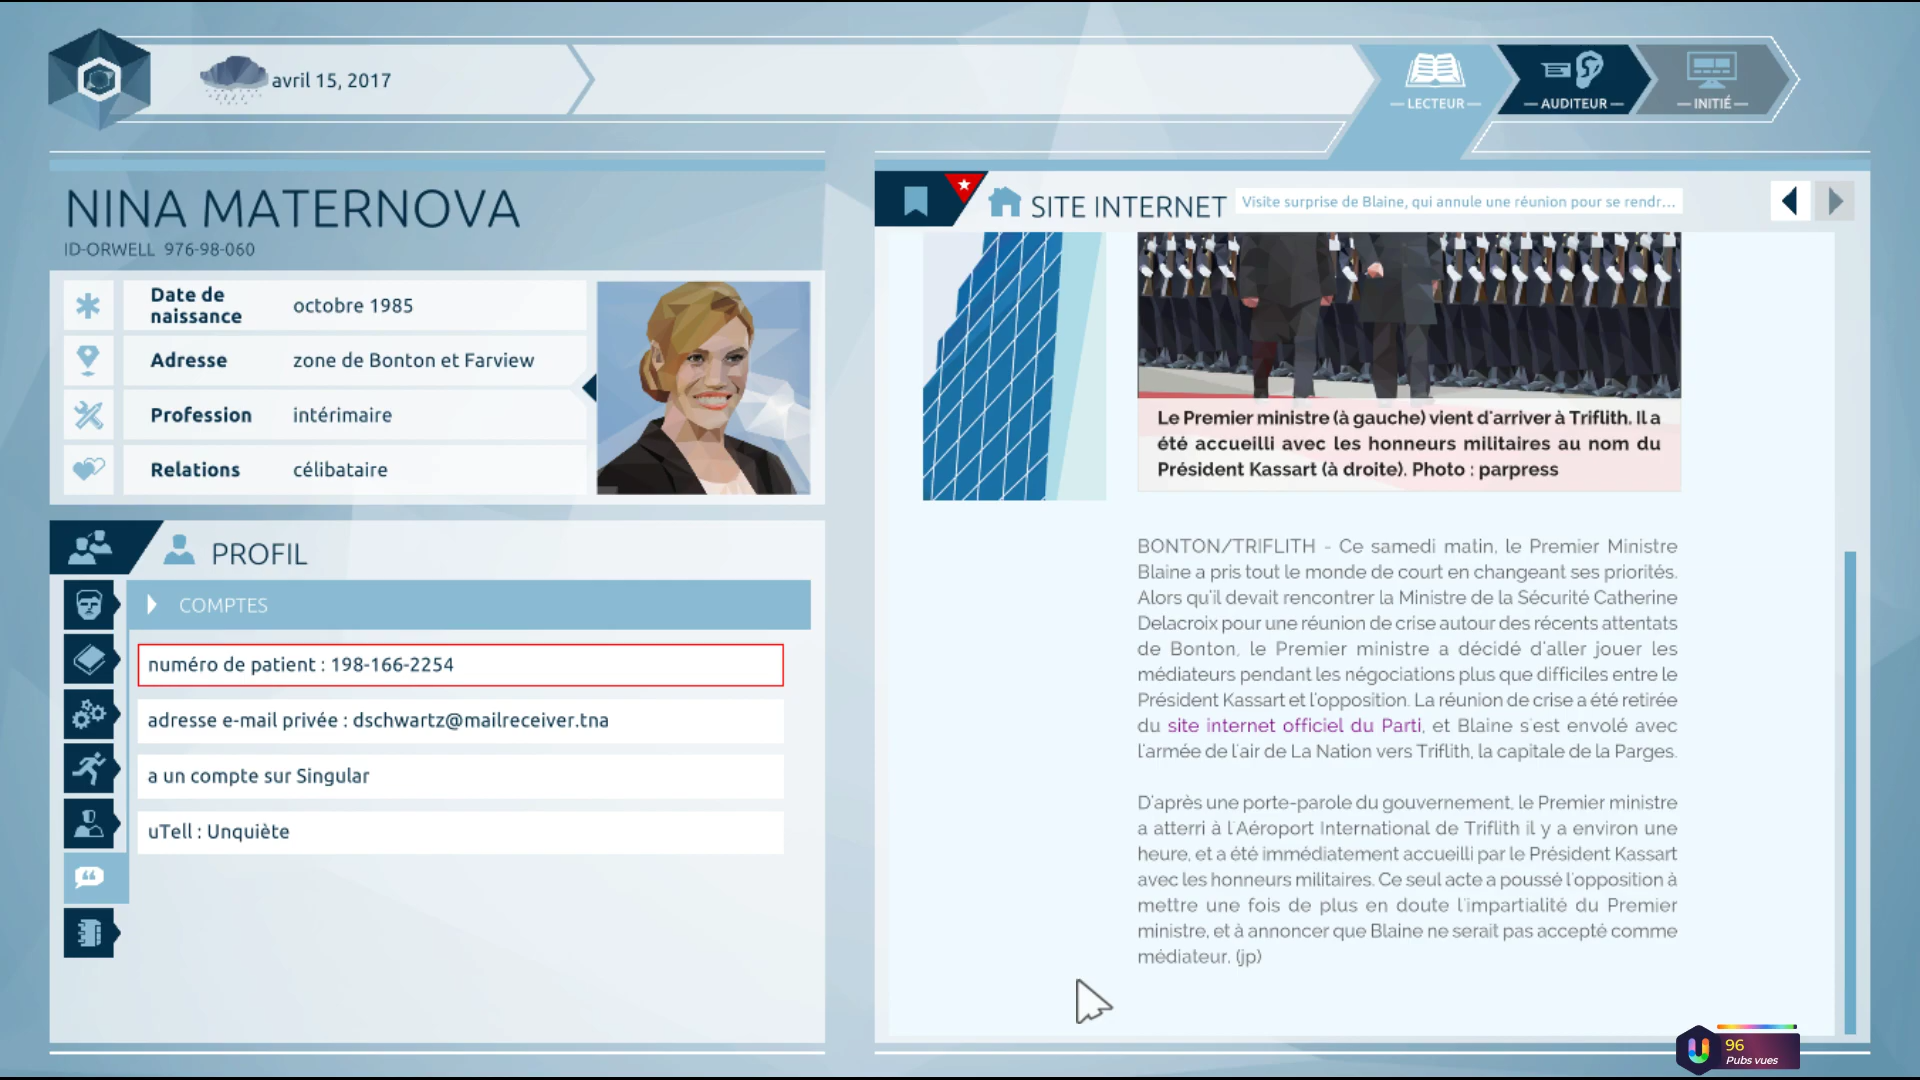 avril 15, 2017
LECTEUR
AUDITEUR
INITIÉ
NINA MATERNOVA
ID-ORWELL 976-98-060
Date de
naissance
octobre 1985
Adresse
zone de Bonton et Farview
Profession
intérimaire
Relations
célibataire
PROFIL
COMPTES
numéro de patient : 198-166-2254
adresse e-mail privée : dschwartz@mailreceiver.tna
a un compte sur Singular
uTell : Unquiète
SITE INTERNET
Visite surprise de Blaine, qui annule une réunion pour se rendr...
Le Premier ministre (à gauche) vient d'arriver à Triflith. Il a
été accueilli avec les honneurs militaires au nom du
Président Kassart (à droite). Photo : parpress
BONTON/TRIFLITH - Ce samedi matin, le Premier Ministre
Blaine a pris tout le monde de court en changeant ses priorités.
Alors qu'il devait rencontrer la Ministre de la Sécurité Catherine
Delacroix pour une réunion de crise autour des récents attentats
de Bonton, le Premier ministre a décidé d'aller jouer les
médiateurs pendant les négociations plus que difficiles entre le
Président Kassart et l'opposition. La réunion de crise a été retirée
du site internet officiel du Parti, et Blaine s'est envolé avec
l'armée de l'air de La Nation vers Triflith, la capitale de la Parges.
D'après une porte-parole du gouvernement, le Premier ministre
a atterri à l'Aéroport International de Triflith il y a environ une
heure, et a été immédiatement accueilli par le Président Kassart
avec les honneurs militaires. Ce seul acte a poussé l'opposition à
mettre une fois de plus en doute l'impartialité du Premier
ministre, et à annoncer que Blaine ne serait pas accepté comme
médiateur. (jp)
96
Pubs vues